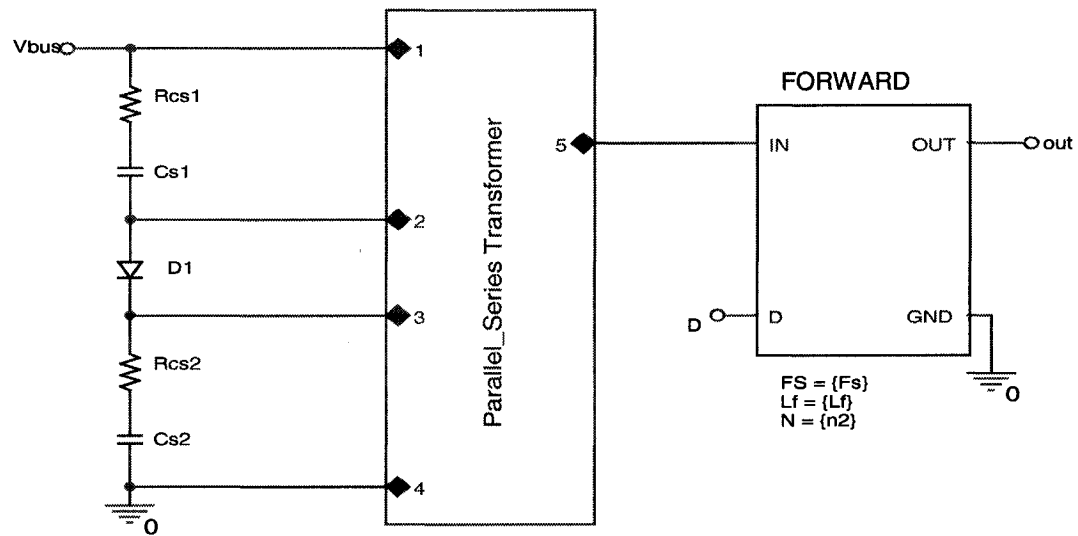 Vbus
1
Rcs1
Cs1
2
D1
3
Rcs2
Cs2
4
0
Parallel_Series Transformer
5
FORWARD
IN
OUT
out
D
D
GND
0
FS = {Fs}
Lf = {Lf}
N = {n2}